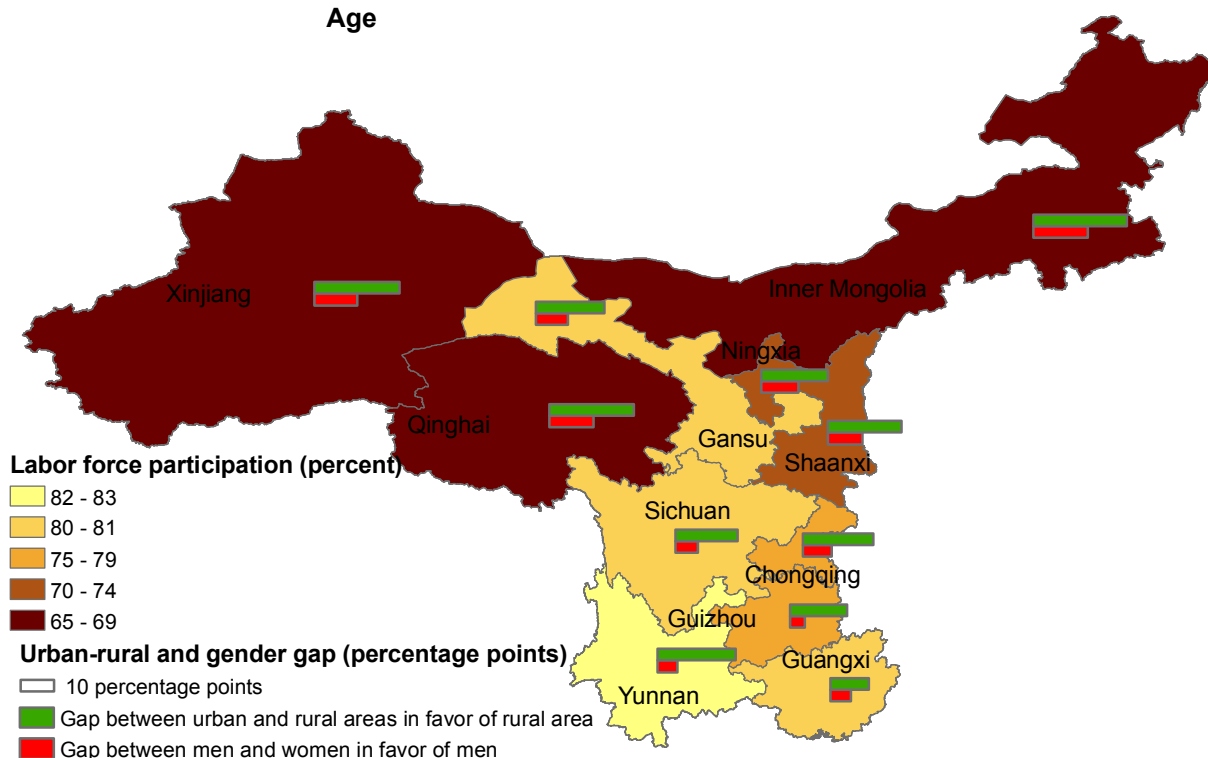 Age
Xinjiang
Inner Mongolia
Ningxia
Qinghai
Gansu
Shaanxi
Labor force participation (percent)
82 - 83
80 - 81
75 - 79
70 - 74
65 - 69
Sichuan
Chongqing
Guizhou
Guangxi
Yunnan
Urban-rural and gender gap (percentage points)
10 percentage points
Gap between urban and rural areas in favor of rural area
Gap between men and women in favor of men